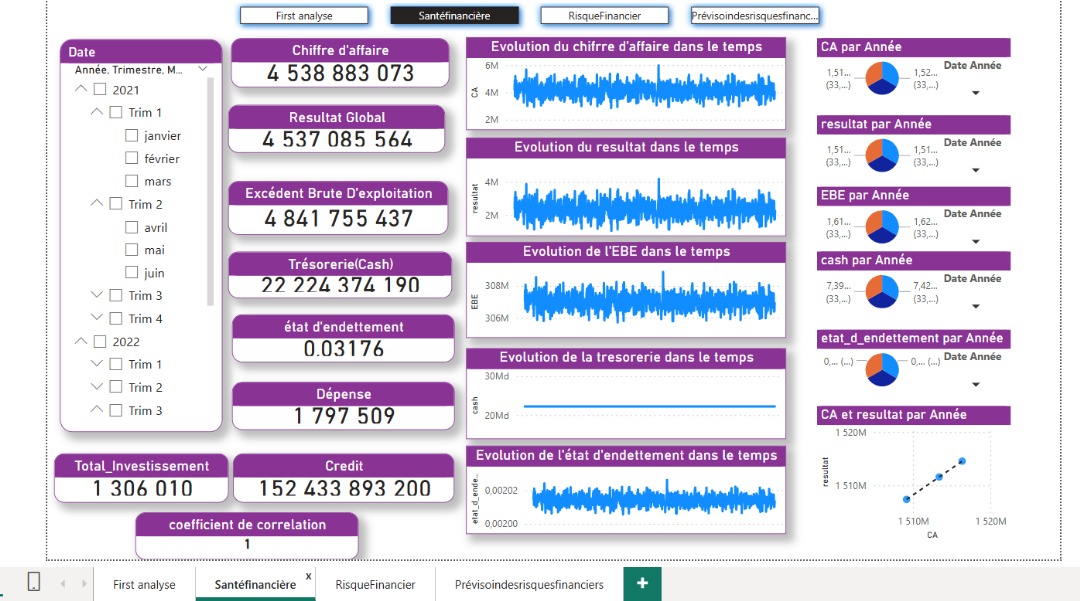 First analyse
Santéfinancière
RisqueFinancier
Prévisoindesrisquesfinanc...
Date
Année, Trimestre, M...
2021
Trim 1
janvier
février
mars
Trim 2
avril
mai
juin
Trim 3
Trim 4
2022
Trim 1
Trim 2
Trim 3
Chiffre d'affaire
4 538 883 073
Resultat Global
4 537 085 564
Excédent Brute D'exploitation
4 841 755 437
Trésorerie(Cash)
22 224 374 190
état d'endettement
0.03176
Dépense
1 797 509
Total_Investissement
1 306 010
Credit
152 433 893 200
coefficient de correlation
1
Evolution du chifrre d'affaire dans le temps
6M
4M
2M
CA
Evolution du resultat dans le temps
4M
2M
resultat
Evolution de l'EBE dans le temps
308M
306M
EBE
Evolution de la tresorerie dans le temps
30Md
20Md
cash
Evolution de l'état d'endettement dans le temps
0,00202
0,00200
etat_d_ende...
CA par Année
1,51... (33,...)
1,52... (33,...)
Date Année
resultat par Année
1,51... (33,...)
1,51... (33,...)
Date Année
EBE par Année
1,61... (33,...)
1,62... (33,...)
Date Année
cash par Année
7,39... (33,...)
7,42... (33,...)
Date Année
etat_d_endettement par Année
0,... (...)
0,... (...)
Date Année
CA et resultat par Année
1 520M
1 510M
resultat
1 510M
1 520M
CA
First analyse
Santéfinancière
x
RisqueFinancier
Prévisoindesrisquesfinanciers
+